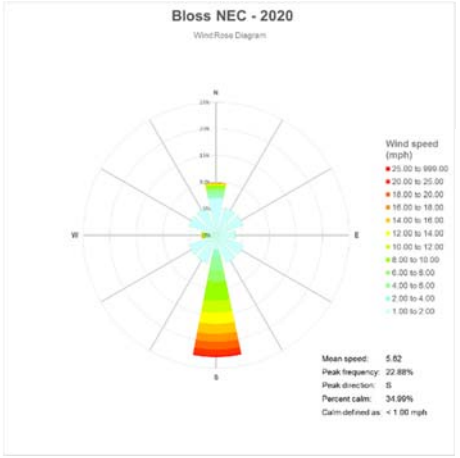 Bloss NEC - 2020
Wind Rose Diagram
N
W
E
S
Wind speed
(mph)
25.00 to 999.00
20.00 to 25.00
18.00 to 20.00
16.00 to 18.00
14.00 to 16.00
12.00 to 14.00
10.00 to 12.00
8.00 to 10.00
6.00 to 8.00
4.00 to 6.00
2.00 to 4.00
1.00 to 2.00
Mean speed: 5.62
Peak frequency: 22.88%
Peak direction: S
Percent calm: 34.99%
Calm defined as < 1.00 mph